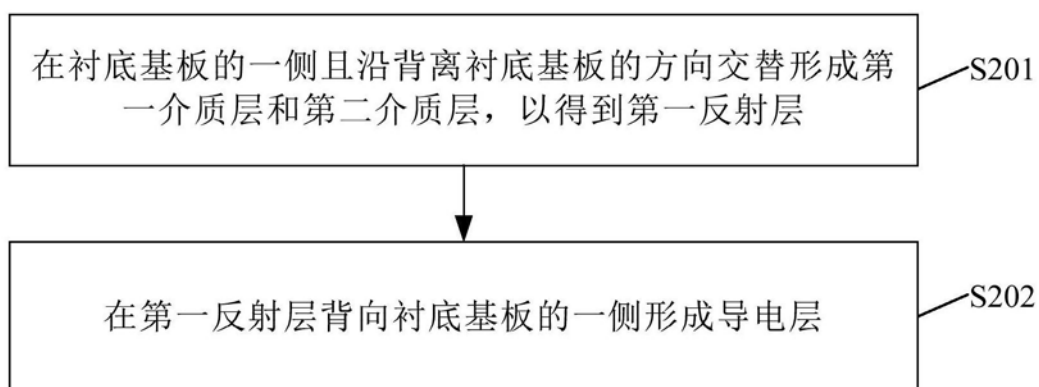 在衬底基板的一侧且沿背离衬底基板的方向交替形成第
一介质层和第二介质层，以得到第一反射层
S201
在第一反射层背向衬底基板的一侧形成导电层
S202